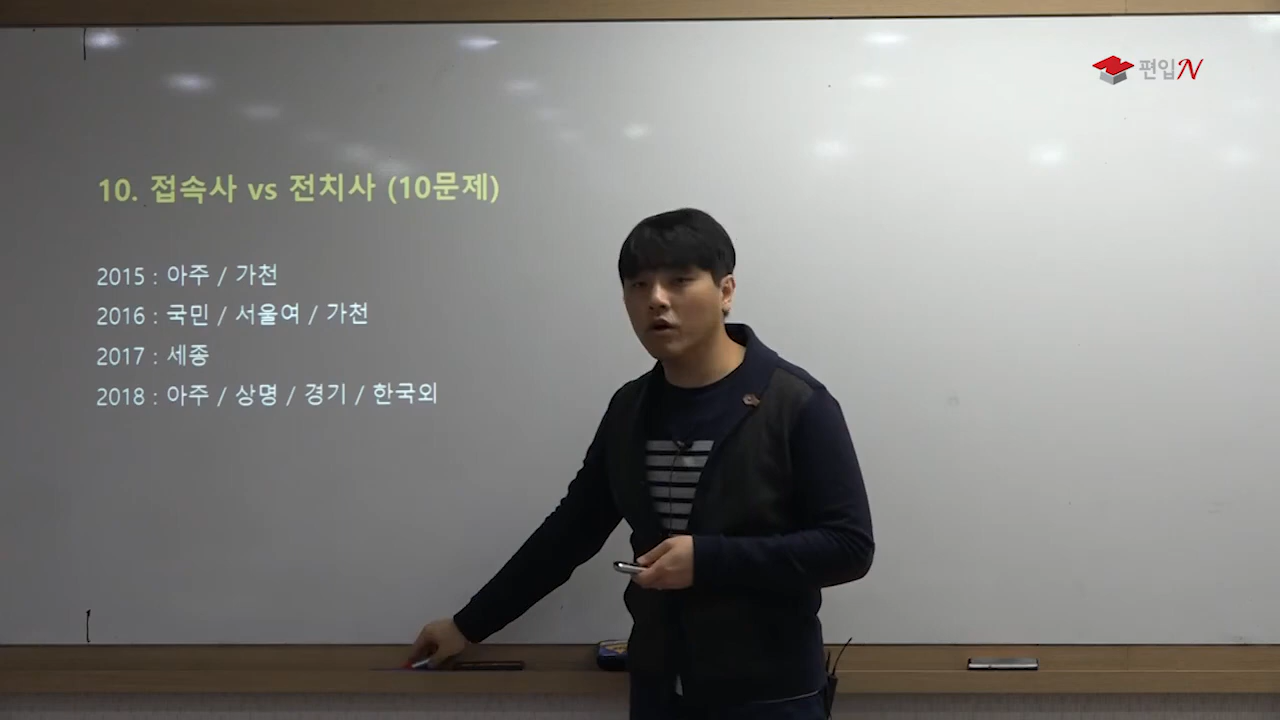 편입N
10. 접속사 vs 전치사 (10문제)
2015 : 아주 / 가천
2016 : 국민 / 서울여 / 가천
2017 : 세종
2018 : 아주 / 상명 / 경기 / 한국외